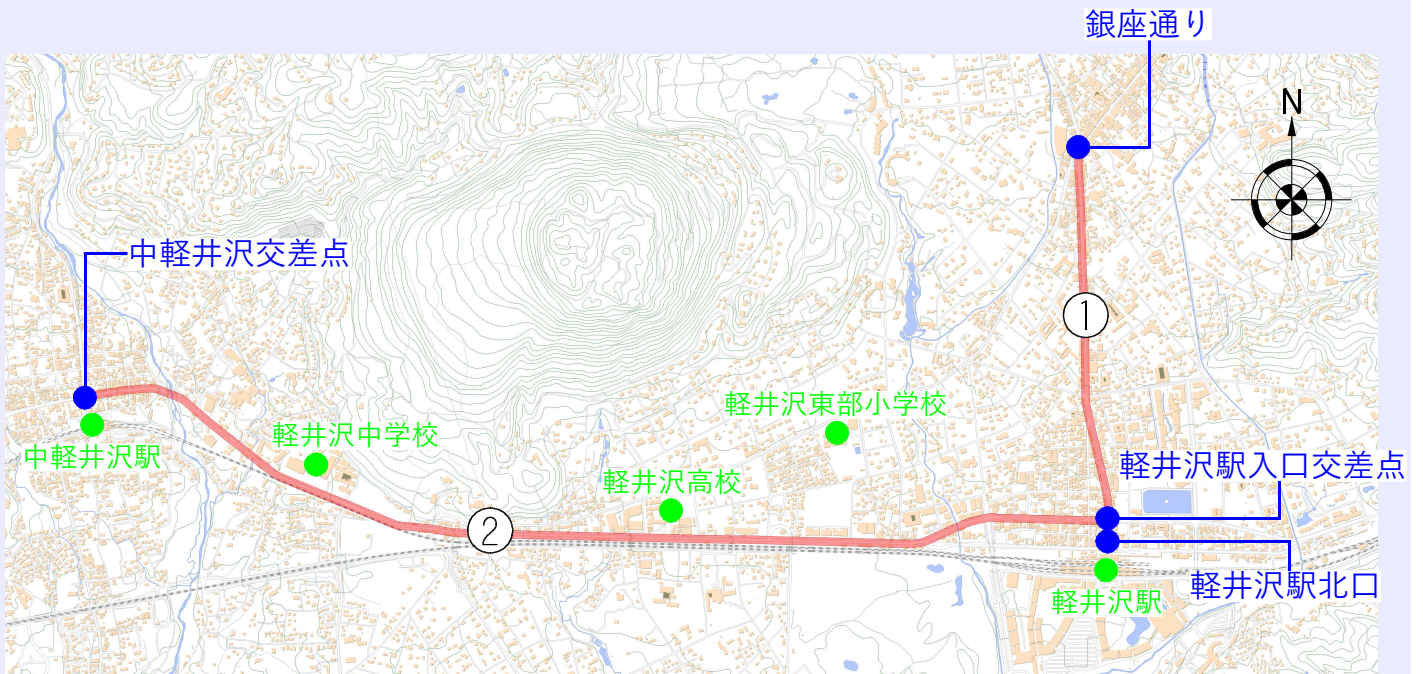 銀座通り
N
中軽井沢交差点
①
軽井沢東部小学校
軽井沢中学校
中軽井沢駅
軽井沢駅入口交差点
軽井沢高校
②
軽井沢駅北口
軽井沢駅